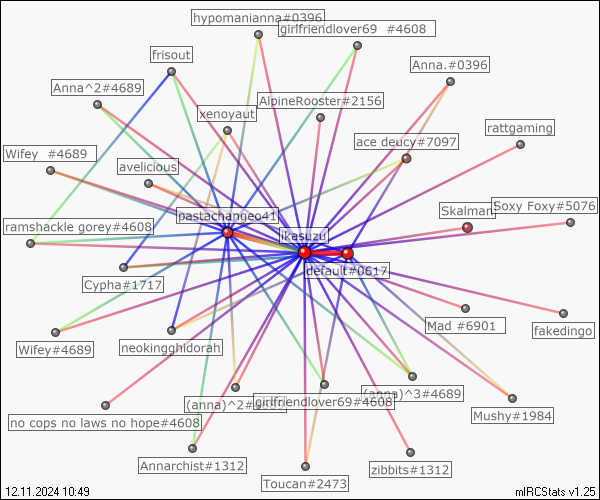 hypomanianna#0396
girlfriendlover69 #4608
frisout
Anna.#0396
Anna^2#4689
AlpineRooster#2156
xenoyaut
rattgaming
ace deucy#7097
Wifey #4689
avelicious
Soxy Foxy#5076
Skalman
pastachangeo41
ramshackle gorey#4608
likasuzu
default#0617
Cypha#1717
Mad #6901
fakedingo
Wifey#4689
neokingghidorah
(anna)^3#4689
girlfriendlover69#4608
(anna)^2#4689
Mushy#1984
no cops no laws no hope#4608
Annarchist#1312
zibbits#1312
Toucan#2473
12.11.2024 10:49
mIRCStats v1.25